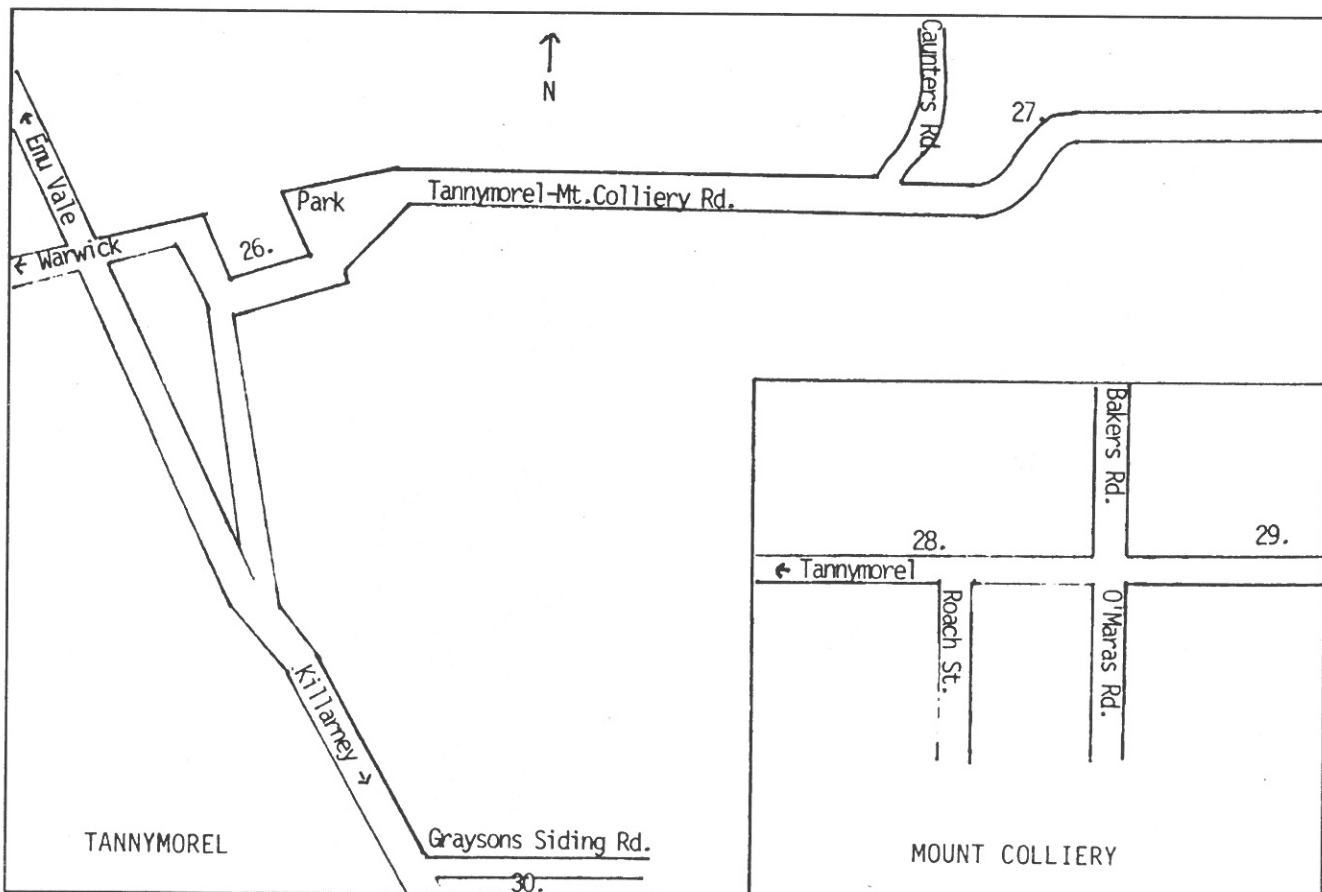 Caunters Rd.
N
27.
← Emu Vale
Park
Tannymorel-Mt.Colliery Rd.
26.
← Warwick
Bakers Rd.
28.
29.
← Tannymorel
Roach St.
O'Maras Rd.
Killarney →
TANNYMOREL
Graysons Siding Rd.
30.
MOUNT COLLIERY